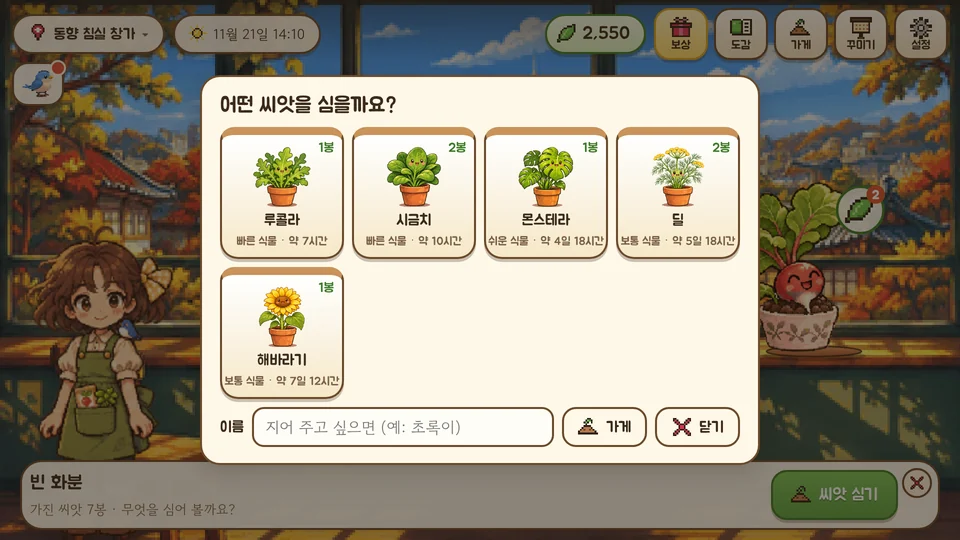 동향 침실 창가
11월 21일 14:10
2,550
보상
도감
가게
꾸미기
설정
어떤 씨앗을 심을까요?
1봉
루콜라
빠른 식물 · 약 7시간
2봉
시금치
빠른 식물 · 약 10시간
1봉
몬스테라
쉬운 식물 · 약 4일 18시간
2봉
딜
보통 식물 · 약 5일 18시간
2
1봉
해바라기
보통 식물 · 약 7일 12시간
이름
지어 주고 싶으면 (예: 초록이)
가게
닫기
빈 화분
가진 씨앗 7봉 · 무엇을 심어 볼까요?
씨앗 심기